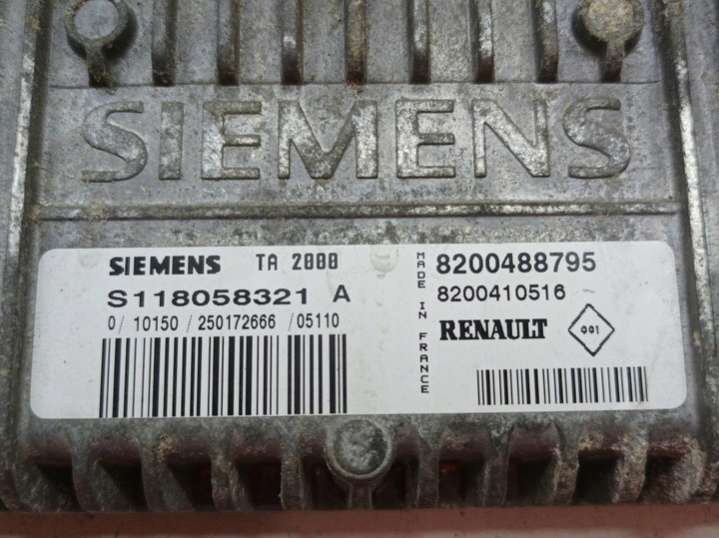 SIEMENS
SIEMENS TA 2000
S118058321 A
0/ 10150 / 250172666 /05110
MADE IN FRANCE
8200488795
8200410516
RENAULT 001